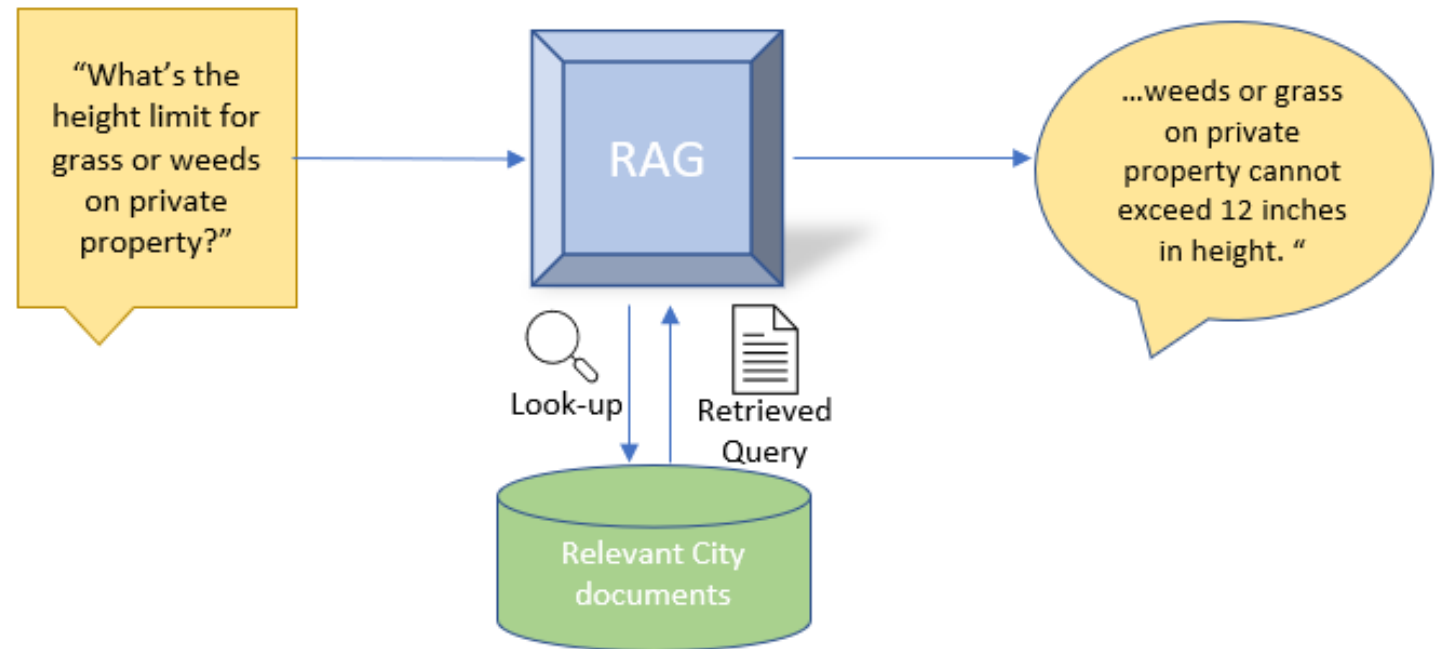 “What’s the
height limit for
grass or weeds
on private
property?”
RAG
...weeds or grass
on private
property cannot
exceed 12 inches
in height. “
Look-up
Retrieved
Query
Relevant City
documents